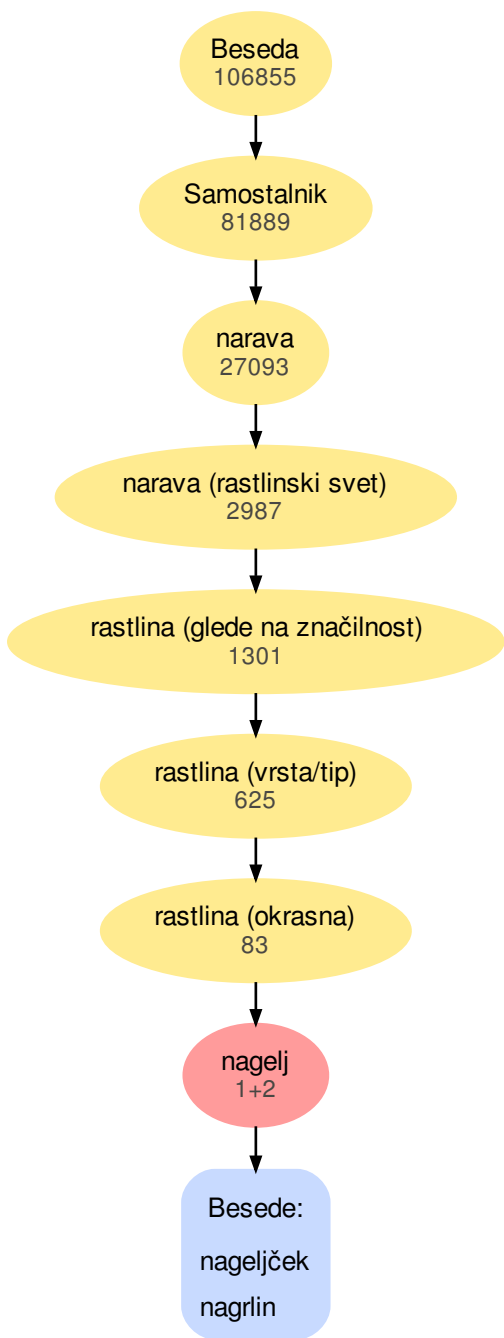 Beseda
106855
Samostalnik
81889
narava
27093
narava (rastlinski svet)
2987
rastlina (glede na značilnost)
1301
rastlina (vrsta/tip)
625
rastlina (okrasna)
83
nagelj
1+2
Besede:
nageljček
nagrlin